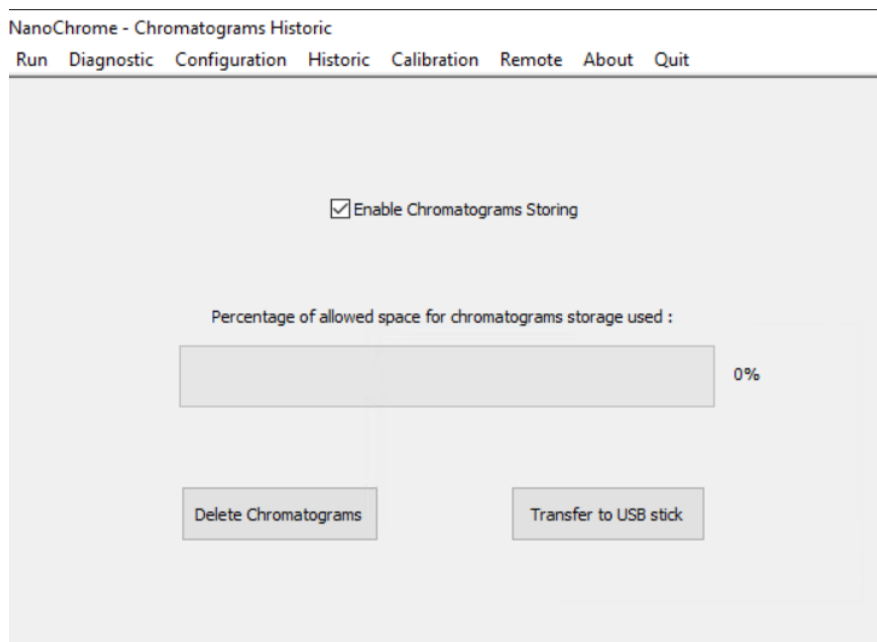 NanoChrome - Chromatograms Historic
Run Diagnostic Configuration Historic Calibration Remote About Quit
Enable Chromatograms Storing
Percentage of allowed space for chromatograms storage used :
0%
Delete Chromatograms Transfer to USB stick